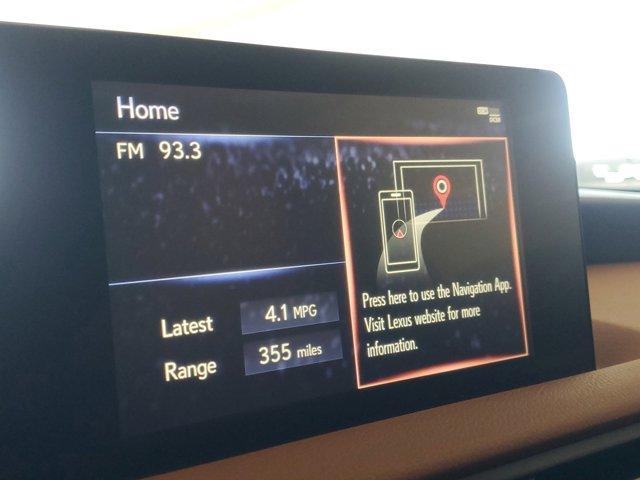 Home
FM 93.3
Latest 4.1 MPG
Range 355 miles
Press here to use the Navigation App.
Visit Lexus website for more
information.